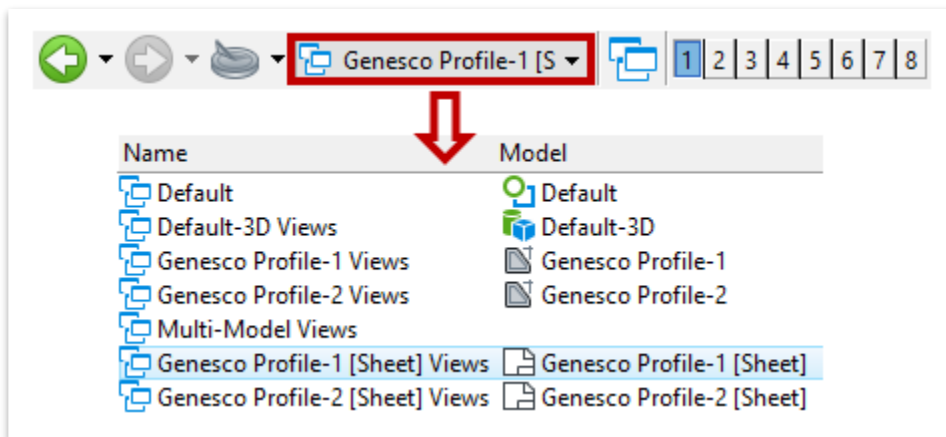 Genesco Profile-1 [S 1 2 3 4 5 6 7 8
Name Model
Default Default
Default-3D Views Default-3D
Genesco Profile-1 Views Genesco Profile-1
Genesco Profile-2 Views Genesco Profile-2
Multi-Model Views
Genesco Profile-1 [Sheet] Views Genesco Profile-1 [Sheet]
Genesco Profile-2 [Sheet] Views Genesco Profile-2 [Sheet]